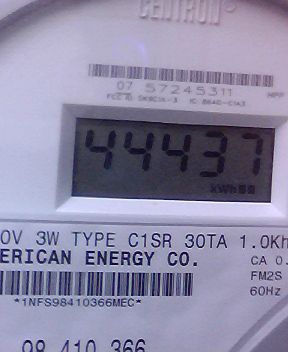 CENTRON®
07 57245311
44437
kWh
0V 3W TYPE C1SR 30TA 1.0Kh
ERICAN ENERGY CO.
CA 0.
FM2S
60Hz
*1NFS98410366MEC*
98 410 366